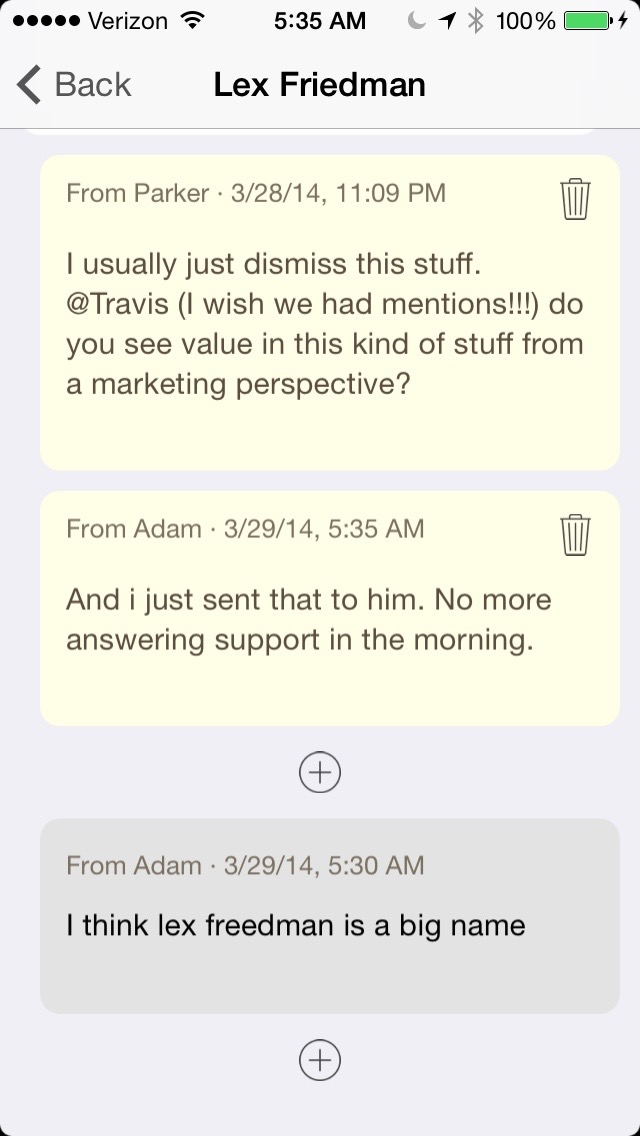 Verizon 5:35 AM 100%
Back Lex Friedman
From Parker · 3/28/14, 11:09 PM
I usually just dismiss this stuff.
@Travis (I wish we had mentions!!!) do
you see value in this kind of stuff from
a marketing perspective?
From Adam · 3/29/14, 5:35 AM
And i just sent that to him. No more
answering support in the morning.
From Adam · 3/29/14, 5:30 AM
I think lex freedman is a big name